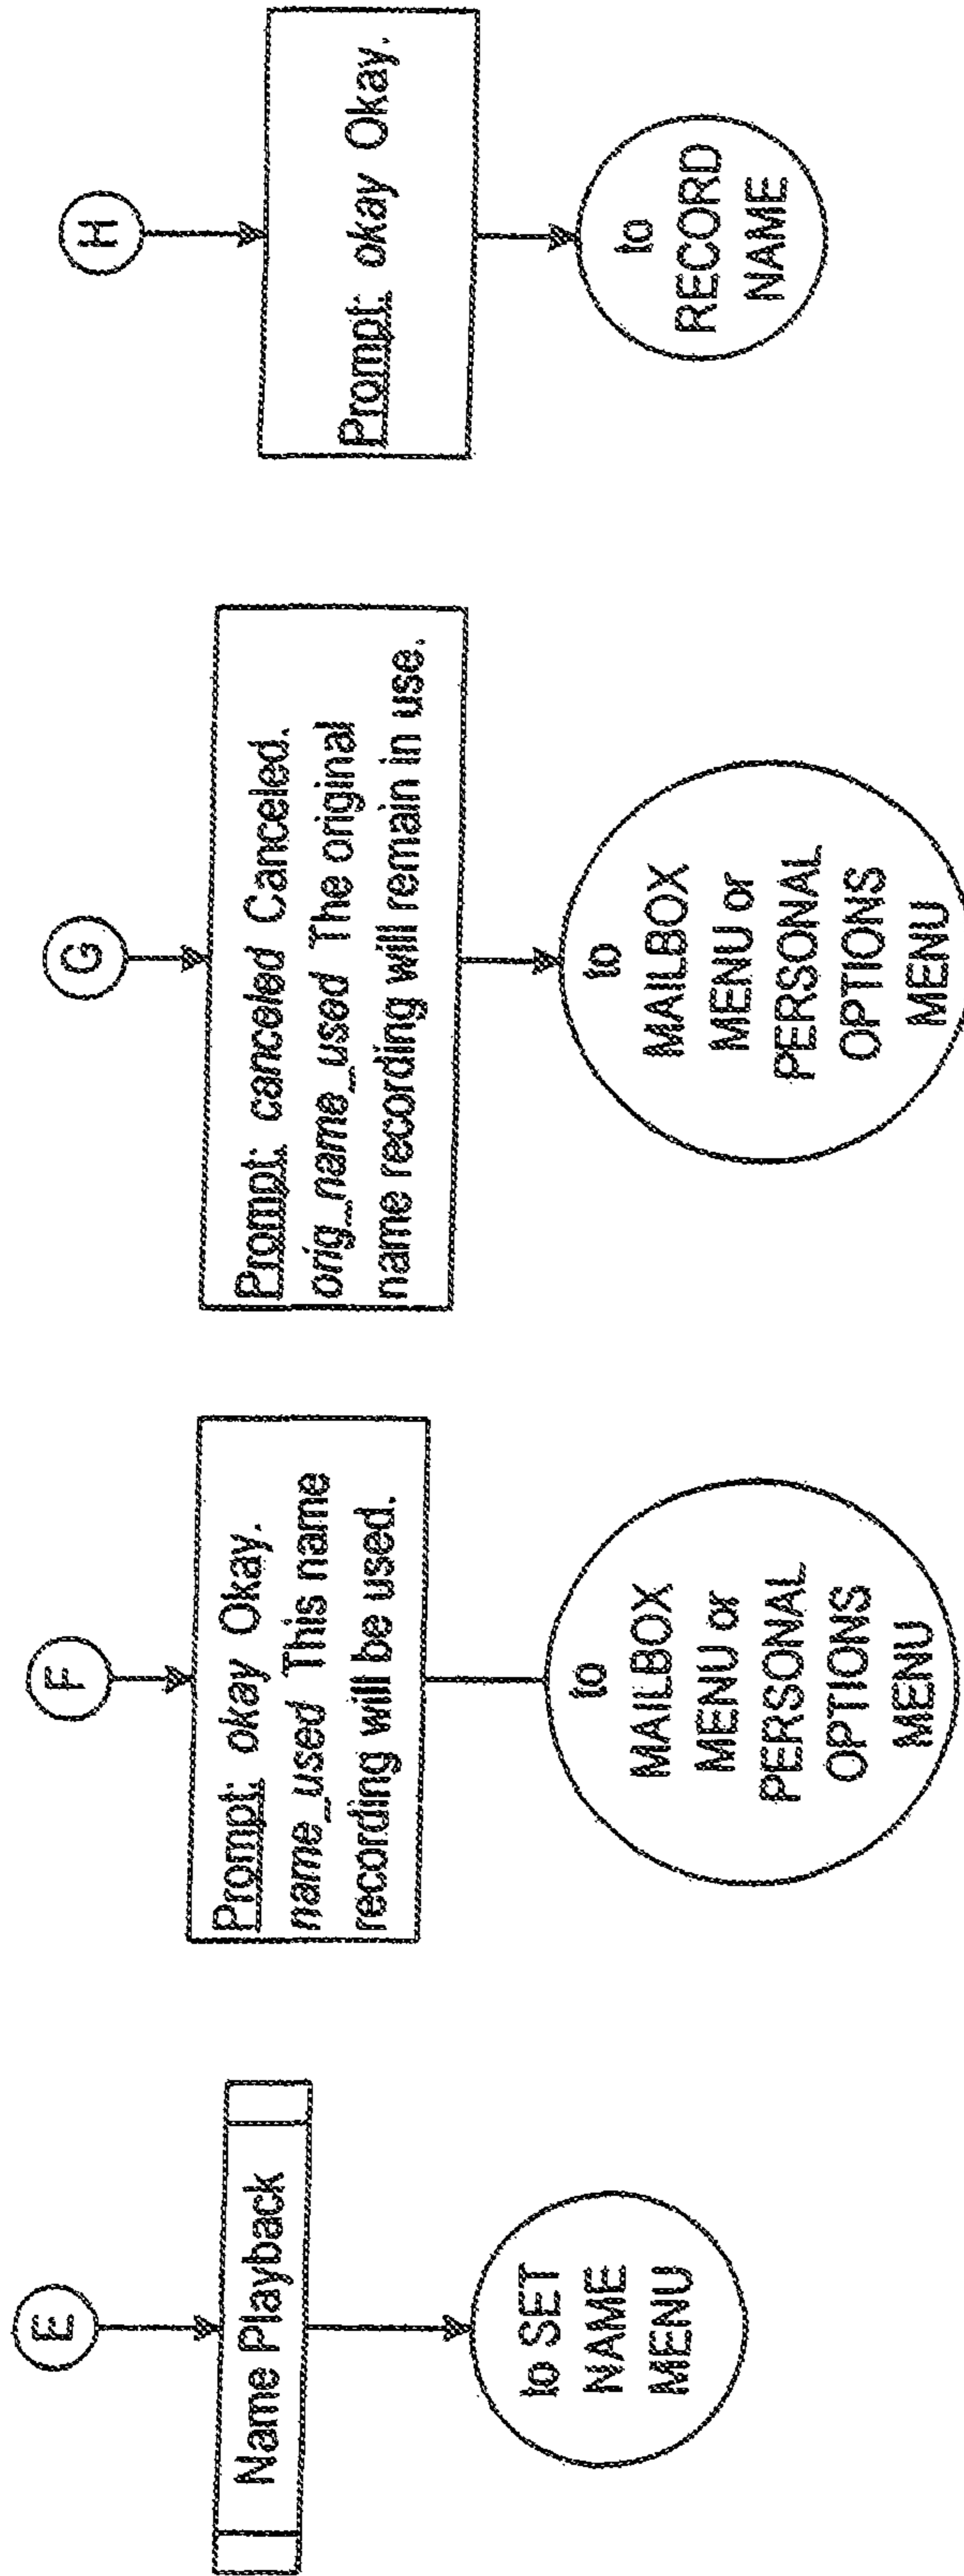 E
Name Playback
to SET
NAME
MENU
F
Prompt: okay Okay.
name_used This name
recording will be used.
to
MAILBOX
MENU or
PERSONAL
OPTIONS
MENU
G
Prompt: canceled Canceled.
orig_name_used The original
name recording will remain in use.
to
MAILBOX
MENU or
PERSONAL
OPTIONS
MENU
H
Prompt: okay Okay.
to
RECORD
NAME